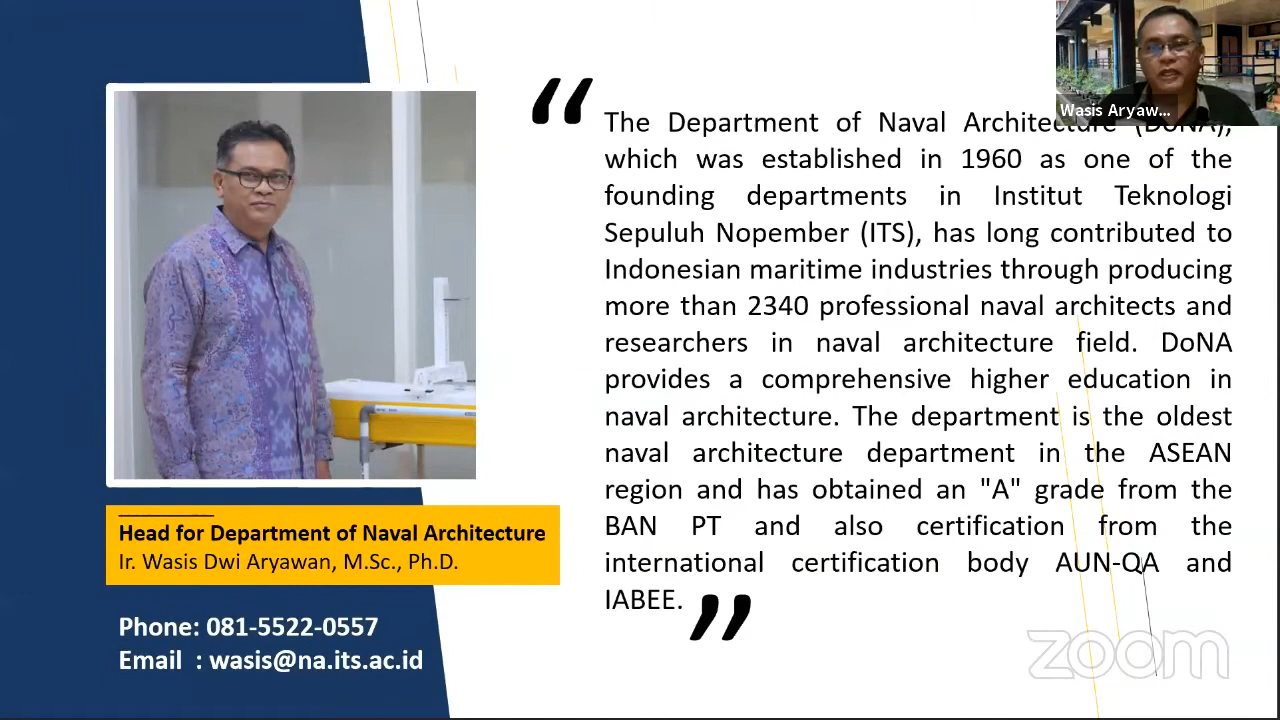 “
The Department of Naval Architecture (DoNA),
which was established in 1960 as one of the
founding departments in Institut Teknologi
Sepuluh Nopember (ITS), has long contributed to
Indonesian maritime industries through producing
more than 2340 professional naval architects and
researchers in naval architecture field. DoNA
provides a comprehensive higher education in
naval architecture. The department is the oldest
naval architecture department in the ASEAN
region and has obtained an "A" grade from the
BAN PT and also certification from the
international certification body AUN-QA and
IABEE. ”
Head for Department of Naval Architecture
Ir. Wasis Dwi Aryawan, M.Sc., Ph.D.
Phone: 081-5522-0557
Email : wasis@na.its.ac.id
Wasis Aryaw...
zoom